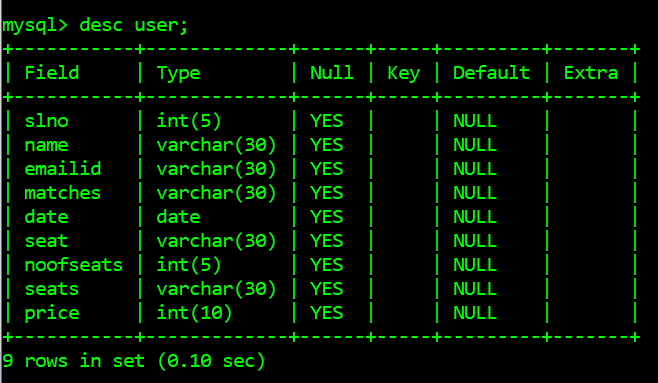 mysql> desc user;
+-----------+-------------+------+-----+---------+-------+
| Field     | Type        | Null | Key | Default | Extra |
+-----------+-------------+------+-----+---------+-------+
| slno      | int(5)      | YES  |     | NULL    |       |
| name      | varchar(30) | YES  |     | NULL    |       |
| emailid   | varchar(30) | YES  |     | NULL    |       |
| matches   | varchar(30) | YES  |     | NULL    |       |
| date      | date        | YES  |     | NULL    |       |
| seat      | varchar(30) | YES  |     | NULL    |       |
| noofseats | int(5)      | YES  |     | NULL    |       |
| seats     | varchar(30) | YES  |     | NULL    |       |
| price     | int(10)     | YES  |     | NULL    |       |
+-----------+-------------+------+-----+---------+-------+
9 rows in set (0.10 sec)